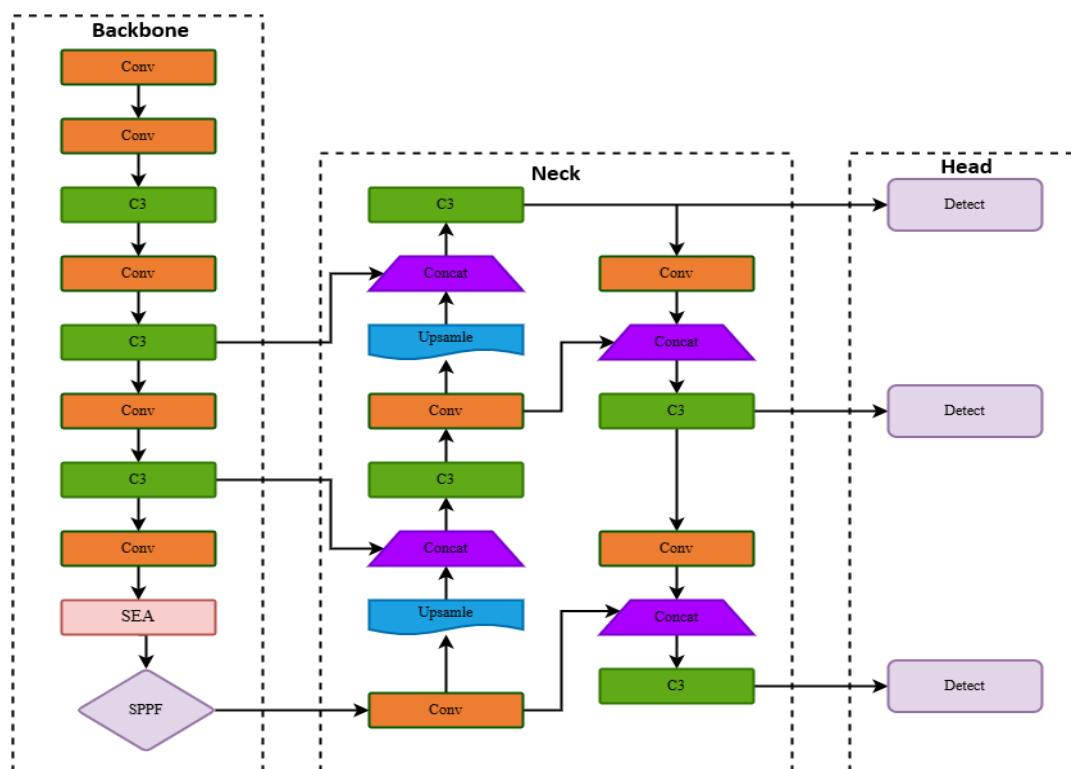 Backbone
Conv
Conv
C3
Conv
C3
Conv
C3
Conv
SEA
SPPF
Neck
C3
Concat
Upsamle
Conv
C3
Concat
Upsamle
Conv
Conv
Concat
C3
Conv
Concat
C3
Head
Detect
Detect
Detect